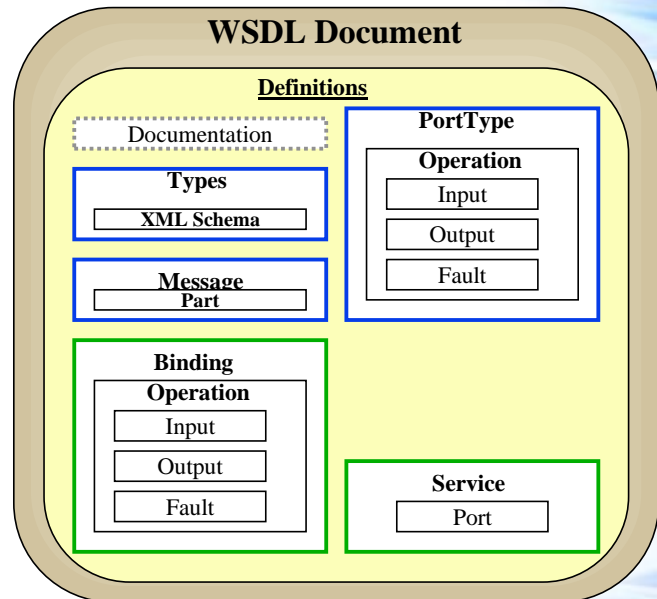 WSDL Document
Definitions
Documentation
Types
XML Schema
Message
Part
PortType
Operation
Input
Output
Fault
Binding
Operation
Input
Output
Fault
Service
Port